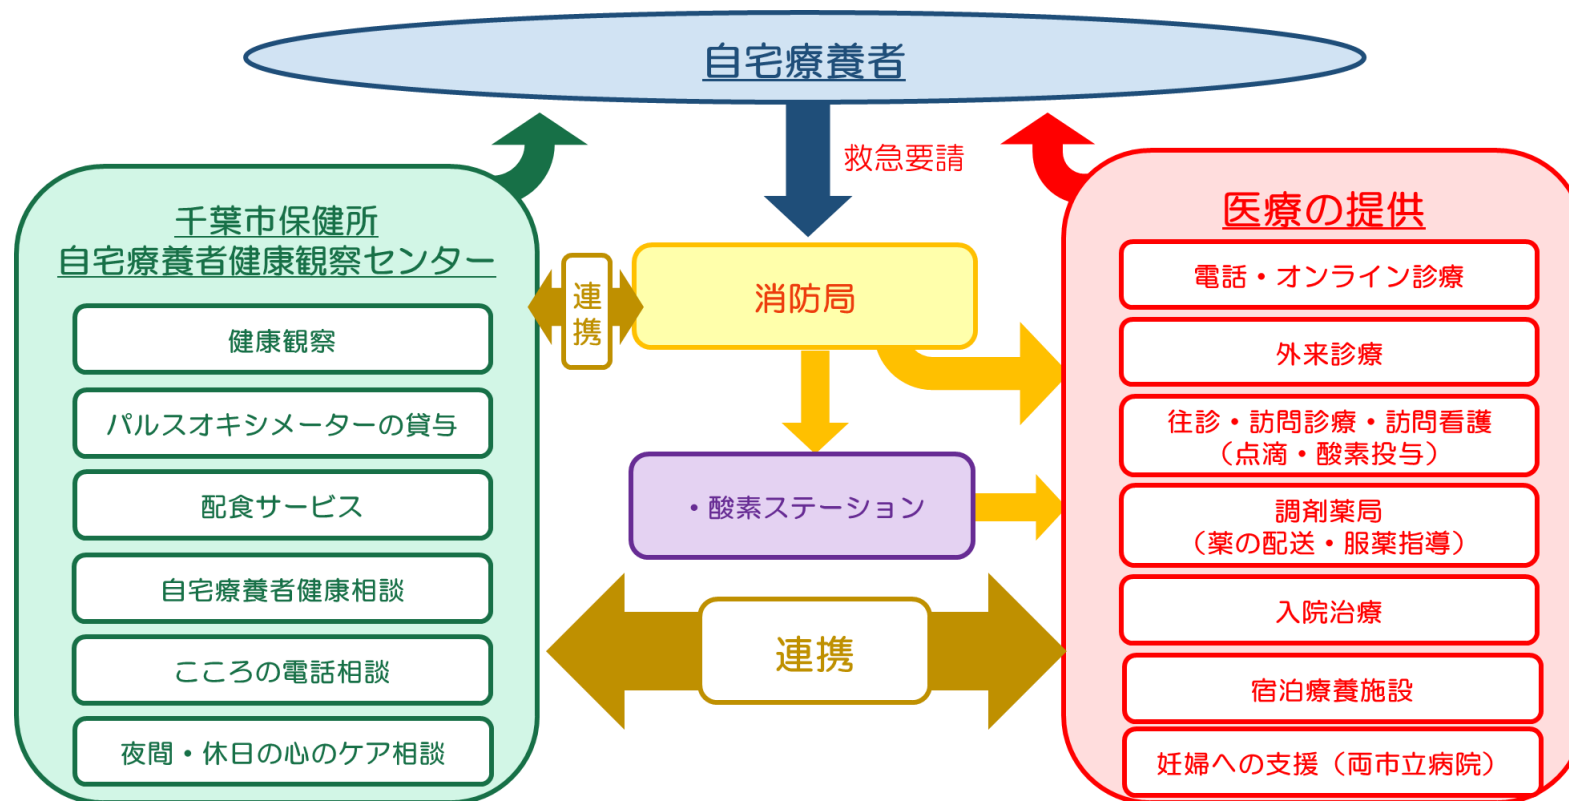 自宅療養者
救急要請
千葉市保健所
自宅療養者健康観察センター
健康観察
パルスオキシメーターの貸与
配食サービス
自宅療養者健康相談
こころの電話相談
夜間・休日の心のケア相談
連
携
消防局
・酸素ステーション
連携
医療の提供
電話・オンライン診療
外来診療
往診・訪問診療・訪問看護
（点滴・酸素投与）
調剤薬局
（薬の配送・服薬指導）
入院治療
宿泊療養施設
妊婦への支援（両市立病院）